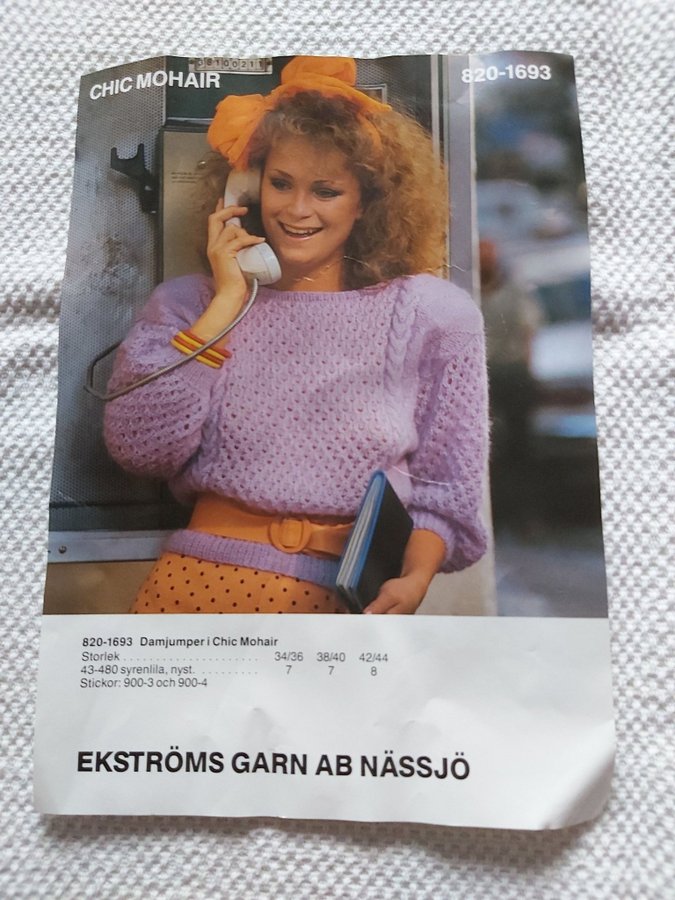 38100211
CHIC MOHAIR
820-1693
820-1693 Damjumper i Chic Mohair
Storlek . . . . . . . . . . . . . . . . . . . . 34/36 38/40 42/44
43-480 syrenlila, nyst. . . . . . . . . . . 7 7 8
Stickor: 900-3 och 900-4
EKSTRÖMS GARN AB NÄSSJÖ